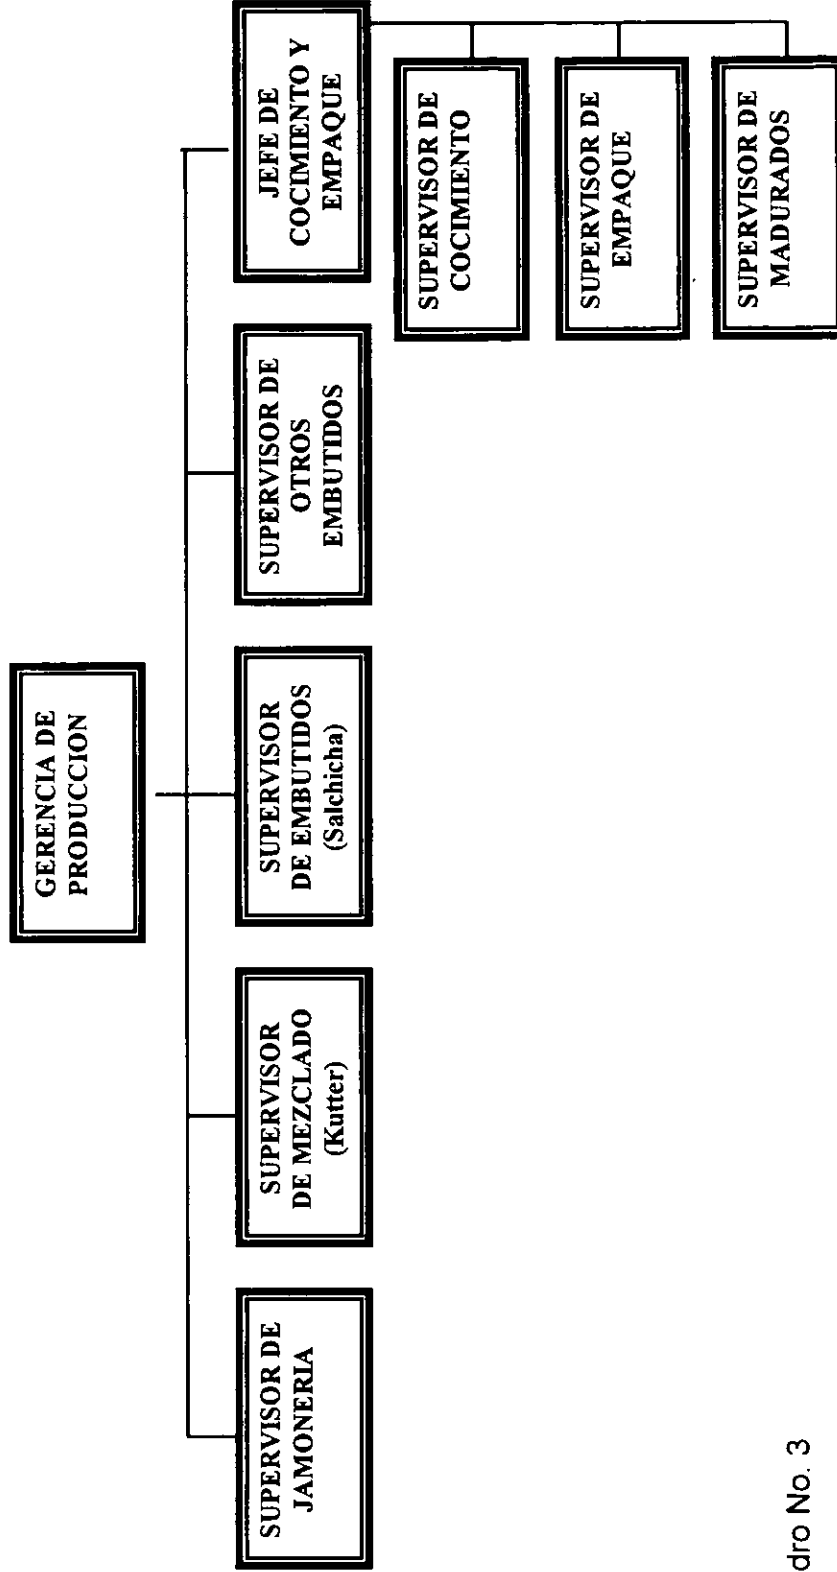 GERENCIA DE
PRODUCCION
SUPERVISOR DE
JAMONERIA
SUPERVISOR
DE MEZCLADO
(Kutter)
SUPERVISOR
DE EMBUTIDOS
(Salchicha)
SUPERVISOR DE
OTROS
EMBUTIDOS
JEFE DE
COCIMIENTO Y
EMPAQUE
SUPERVISOR DE
COCIMIENTO
SUPERVISOR DE
EMPAQUE
SUPERVISOR DE
MADURADOS
dro No. 3